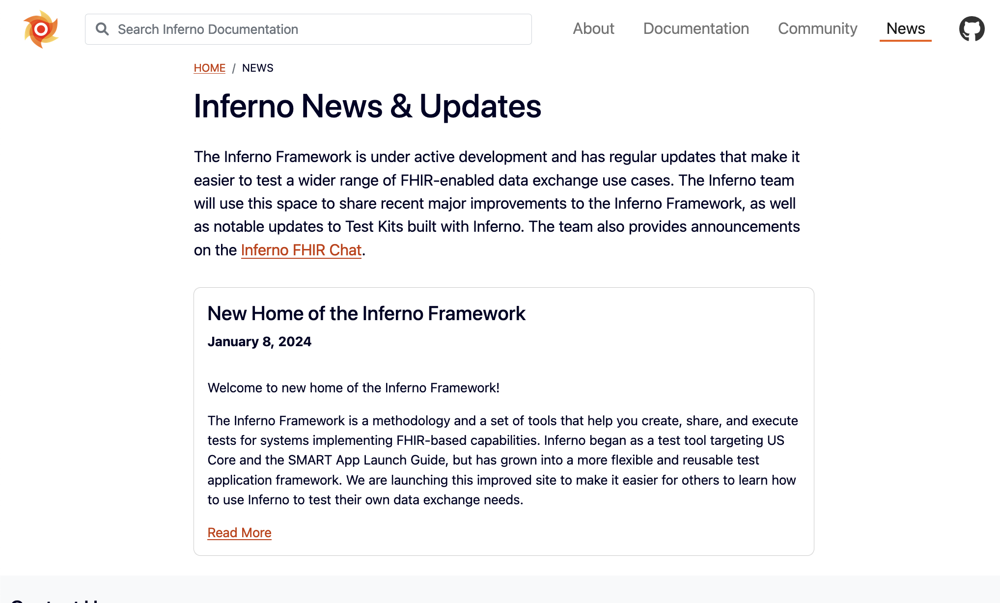 Search Inferno Documentation
About
Documentation
Community
News
HOME / NEWS
Inferno News & Updates
The Inferno Framework is under active development and has regular updates that make it
easier to test a wider range of FHIR-enabled data exchange use cases. The Inferno team
will use this space to share recent major improvements to the Inferno Framework, as well
as notable updates to Test Kits built with Inferno. The team also provides announcements
on the Inferno FHIR Chat.
New Home of the Inferno Framework
January 8, 2024
Welcome to new home of the Inferno Framework!
The Inferno Framework is a methodology and a set of tools that help you create, share, and execute
tests for systems implementing FHIR-based capabilities. Inferno began as a test tool targeting US
Core and the SMART App Launch Guide, but has grown into a more flexible and reusable test
application framework. We are launching this improved site to make it easier for others to learn how
to use Inferno to test their own data exchange needs.
Read More